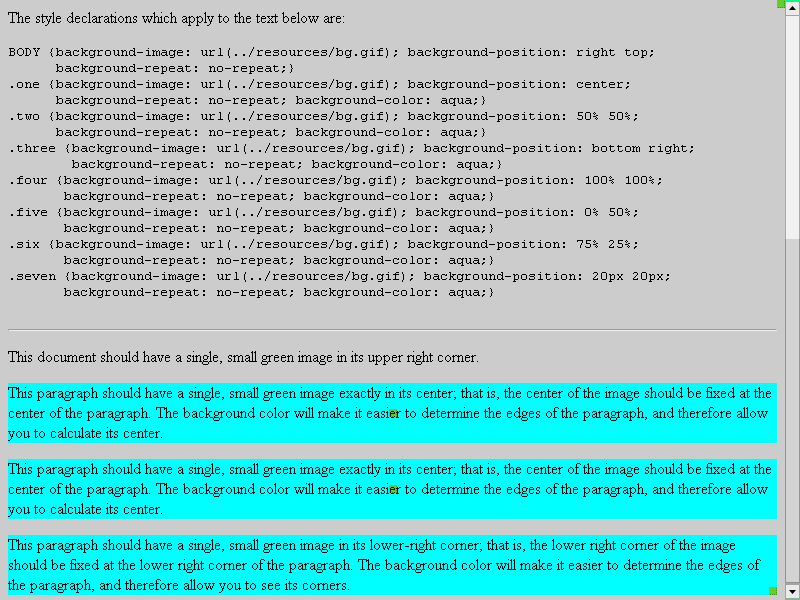 The style declarations which apply to the text below are:
BODY {background-image: url(../resources/bg.gif); background-position: right top;
background-repeat: no-repeat;}
.one {background-image: url(../resources/bg.gif); background-position: center;
background-repeat: no-repeat; background-color: aqua;}
.two {background-image: url(../resources/bg.gif); background-position: 50% 50%;
background-repeat: no-repeat; background-color: aqua;}
.three {background-image: url(../resources/bg.gif); background-position: bottom right;
background-repeat: no-repeat; background-color: aqua;}
.four {background-image: url(../resources/bg.gif); background-position: 100% 100%;
background-repeat: no-repeat; background-color: aqua;}
.five {background-image: url(../resources/bg.gif); background-position: 0% 50%;
background-repeat: no-repeat; background-color: aqua;}
.six {background-image: url(../resources/bg.gif); background-position: 75% 25%;
background-repeat: no-repeat; background-color: aqua;}
.seven {background-image: url(../resources/bg.gif); background-position: 20px 20px;
background-repeat: no-repeat; background-color: aqua;}
This document should have a single, small green image in its upper right corner.
This paragraph should have a single, small green image exactly in its center; that is, the center of the image should be fixed at the
center of the paragraph. The background color will make it easier to determine the edges of the paragraph, and therefore allow
you to calculate its center.
This paragraph should have a single, small green image exactly in its center; that is, the center of the image should be fixed at the
center of the paragraph. The background color will make it easier to determine the edges of the paragraph, and therefore allow
you to calculate its center.
This paragraph should have a single, small green image in its lower-right corner; that is, the lower right corner of the image
should be fixed at the lower right corner of the paragraph. The background color will make it easier to determine the edges of
the paragraph, and therefore allow you to see its corners.